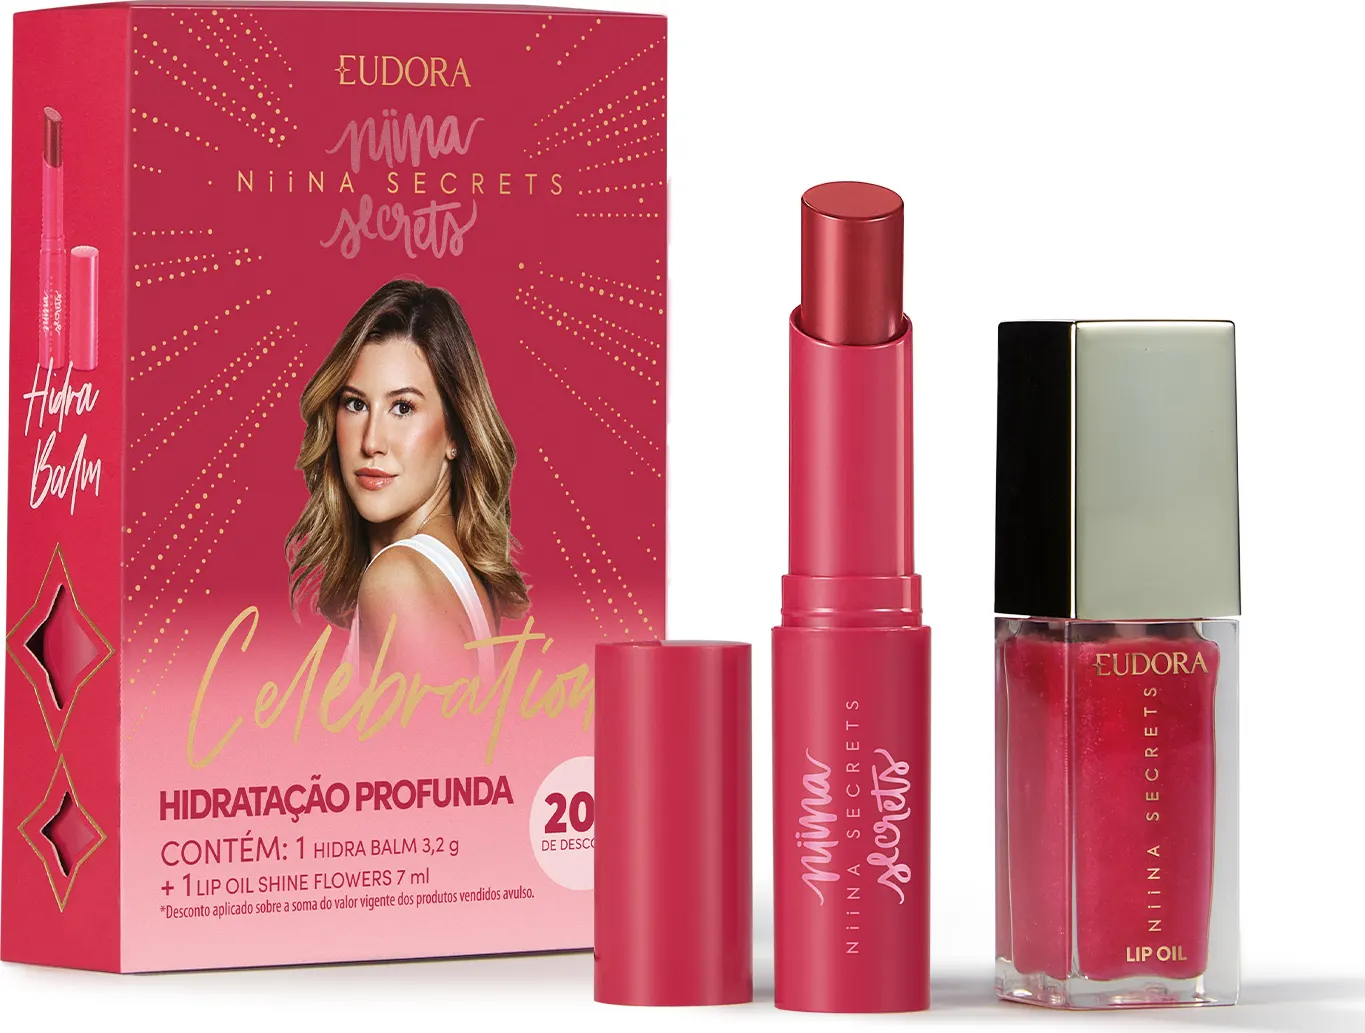 EUDORA
niina
NiiNA SECRETS
secrets
Hidra
Balm
Celebration
HIDRATAÇÃO PROFUNDA
CONTÉM: 1 HIDRA BALM 3,2 g
+ 1 LIP OIL SHINE FLOWERS 7 ml
*Desconto aplicado sobre a soma do valor vigente dos produtos vendidos avulso.
20
DE DESCO
niina
NiiNA SECRETS
secrets
EUDORA
NiiNA SECRETS
LIP OIL